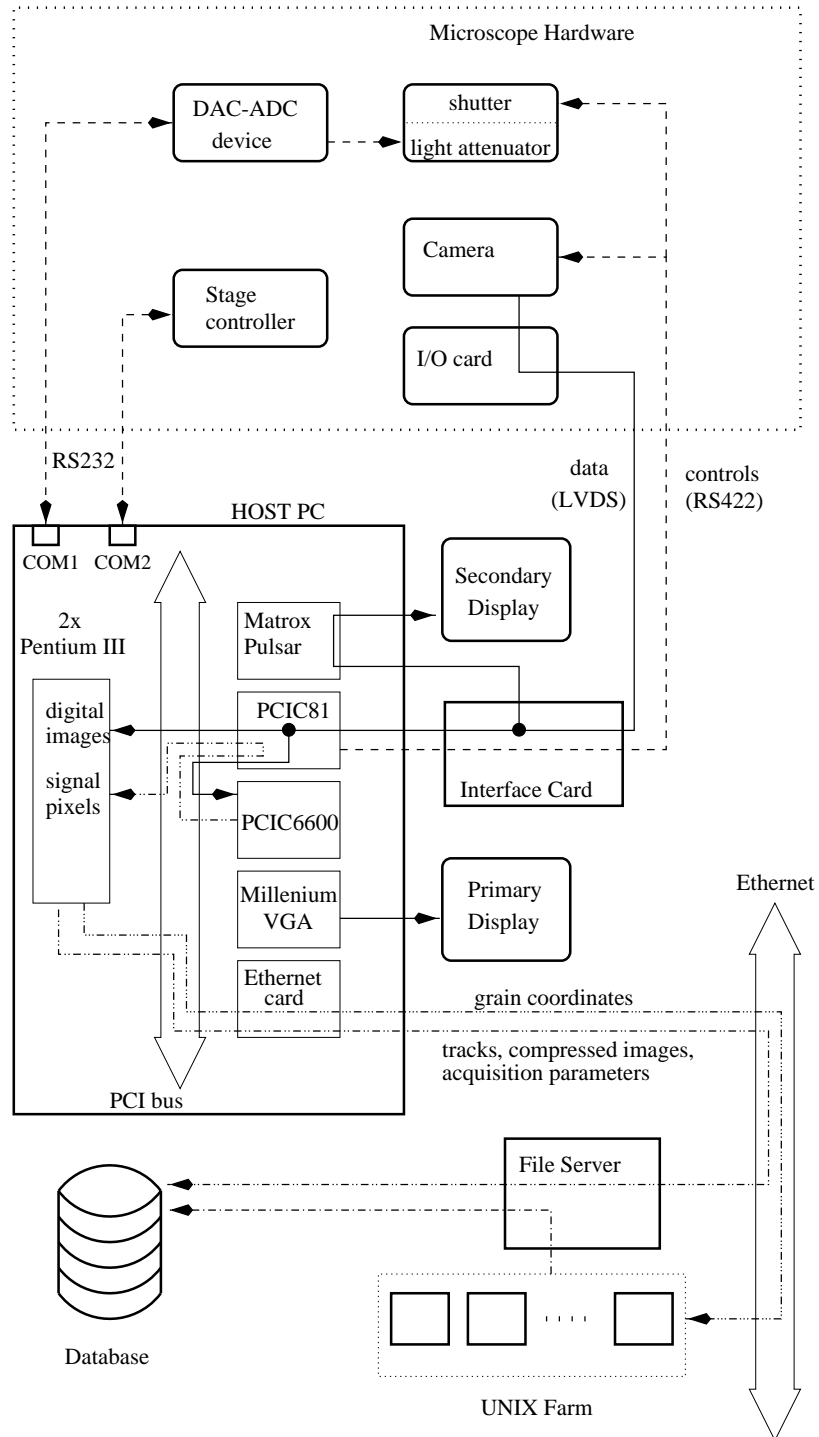 Microscope Hardware
DAC-ADC
device
shutter
light attenuator
Camera
Stage
controller
I/O card
RS232
data
(LVDS)
controls
(RS422)
HOST PC
COM1
COM2
Secondary
Display
2x
Pentium III
Matrox
Pulsar
digital
images
PCIC81
signal
pixels
Interface Card
PCIC6600
Millenium
VGA
Primary
Display
Ethernet
Ethernet
card
grain coordinates
tracks, compressed images,
acquisition parameters
PCI bus
File Server
Database
UNIX Farm